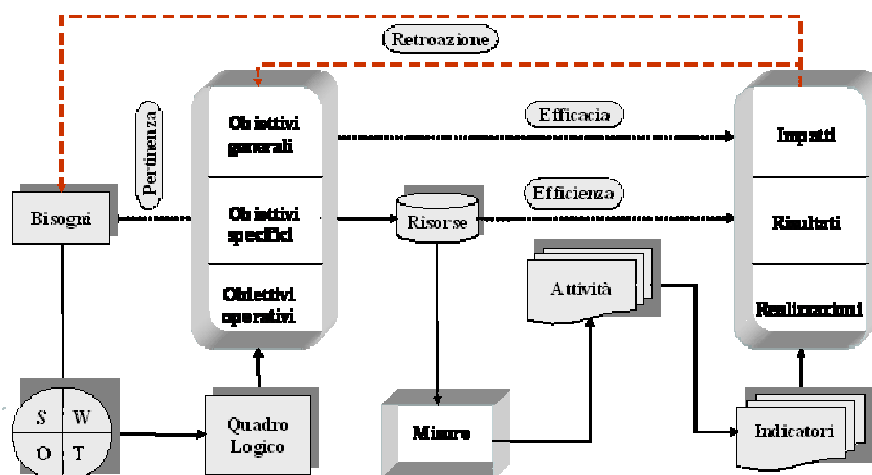 Retroazione
Pertinenza
Obiettivi
generali
Efficacia
Impatti
Bisogni
Obiettivi
specifici
Risorse
Efficienza
Risultati
Obiettivi
operativi
Attività
Realizzazioni
S W
O T
Quadro
Logico
Misure
Indicatori